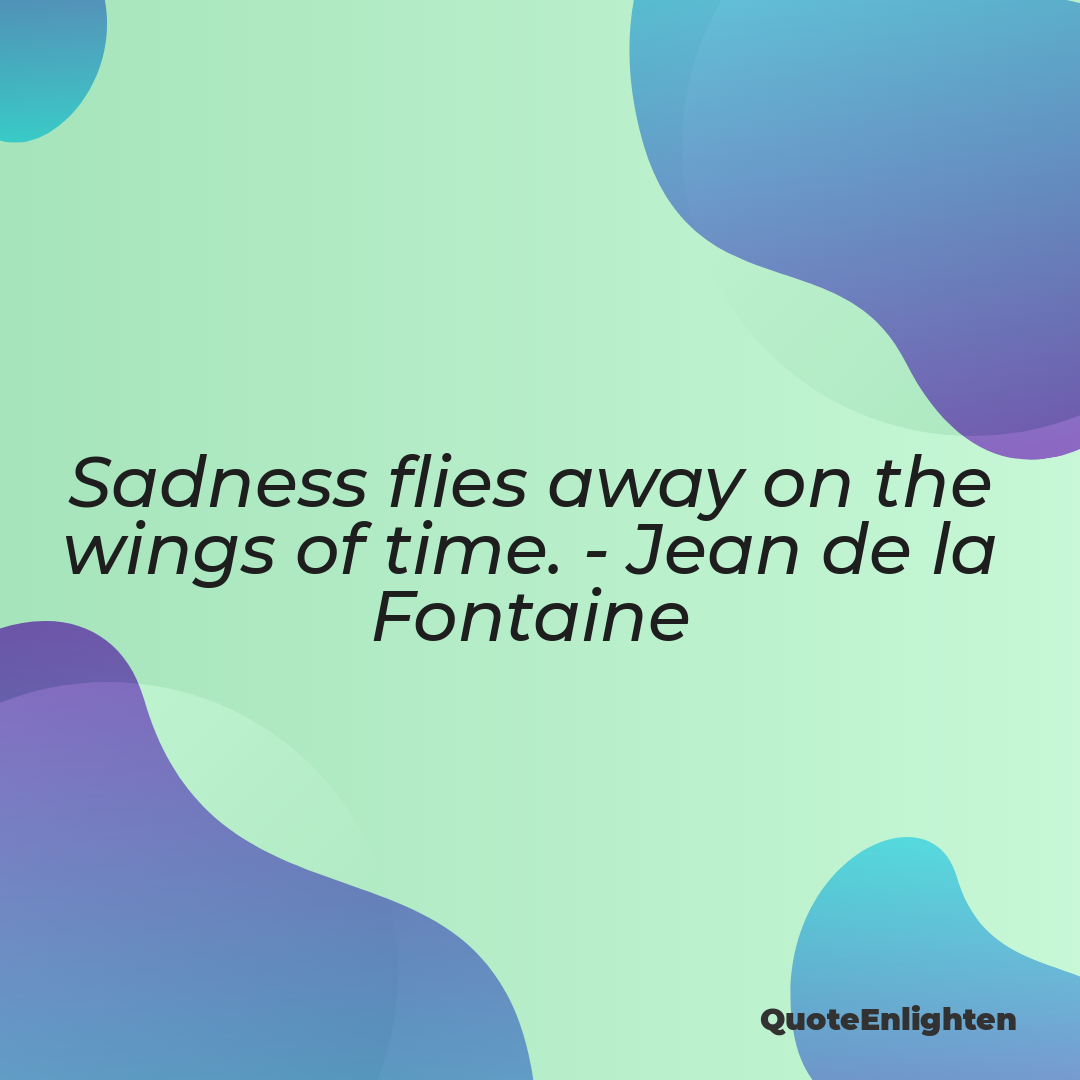 Sadness flies away on the
wings of time. - Jean de la
Fontaine
QuoteEnlighten